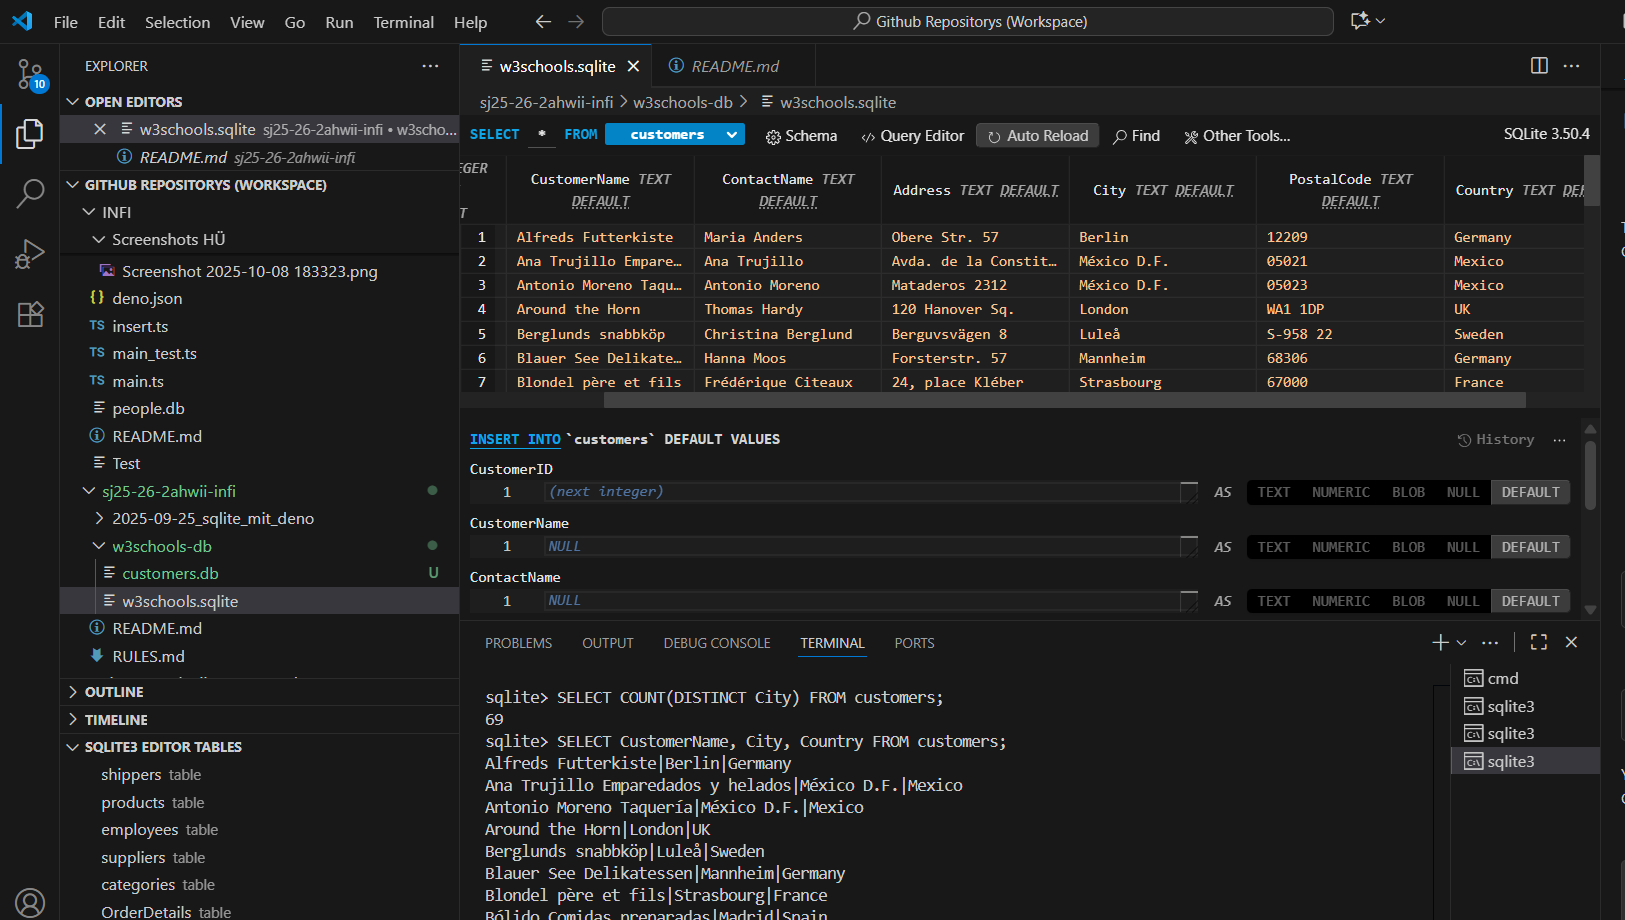 File Edit Selection View Go Run Terminal Help
Github Repositorys (Workspace)
10
EXPLORER
OPEN EDITORS
w3schools.sqlite sj25-26-2ahwii-infi • w3scho...
README.md sj25-26-2ahwii-infi
GITHUB REPOSITORYS (WORKSPACE)
INFI
Screenshots HÜ
Screenshot 2025-10-08 183323.png
deno.json
TS insert.ts
TS main_test.ts
TS main.ts
people.db
README.md
Test
sj25-26-2ahwii-infi
2025-09-25_sqlite_mit_deno
w3schools-db
customers.db U
w3schools.sqlite
README.md
RULES.md
OUTLINE
TIMELINE
SQLITE3 EDITOR TABLES
shippers table
products table
employees table
suppliers table
categories table
OrderDetails table
w3schools.sqlite
README.md
sj25-26-2ahwii-infi > w3schools-db > w3schools.sqlite
SELECT * FROM customers Schema Query Editor Auto Reload Find Other Tools... SQLite 3.50.4
CustomerName TEXT DEFAULT ContactName TEXT DEFAULT Address TEXT DEFAULT City TEXT DEFAULT PostalCode TEXT DEFAULT Country TEXT
1 Alfreds Futterkiste Maria Anders Obere Str. 57 Berlin 12209 Germany
2 Ana Trujillo Empare… Ana Trujillo Avda. de la Constit… México D.F. 05021 Mexico
3 Antonio Moreno Taqu… Antonio Moreno Mataderos 2312 México D.F. 05023 Mexico
4 Around the Horn Thomas Hardy 120 Hanover Sq. London WA1 1DP UK
5 Berglunds snabbköp Christina Berglund Berguvsvägen 8 Luleå S-958 22 Sweden
6 Blauer See Delikate… Hanna Moos Forsterstr. 57 Mannheim 68306 Germany
7 Blondel père et fils Frédérique Citeaux 24, place Kléber Strasbourg 67000 France
INSERT INTO `customers` DEFAULT VALUES History
CustomerID
1 (next integer) AS TEXT NUMERIC BLOB NULL DEFAULT
CustomerName
1 NULL AS TEXT NUMERIC BLOB NULL DEFAULT
ContactName
1 NULL AS TEXT NUMERIC BLOB NULL DEFAULT
PROBLEMS OUTPUT DEBUG CONSOLE TERMINAL PORTS
sqlite> SELECT COUNT(DISTINCT City) FROM customers;
69
sqlite> SELECT CustomerName, City, Country FROM customers;
Alfreds Futterkiste|Berlin|Germany
Ana Trujillo Emparedados y helados|México D.F.|Mexico
Antonio Moreno Taquería|México D.F.|Mexico
Around the Horn|London|UK
Berglunds snabbköp|Luleå|Sweden
Blauer See Delikatessen|Mannheim|Germany
Blondel père et fils|Strasbourg|France
Bólido Comidas preparadas|Madrid|Spain
cmd
sqlite3
sqlite3
sqlite3